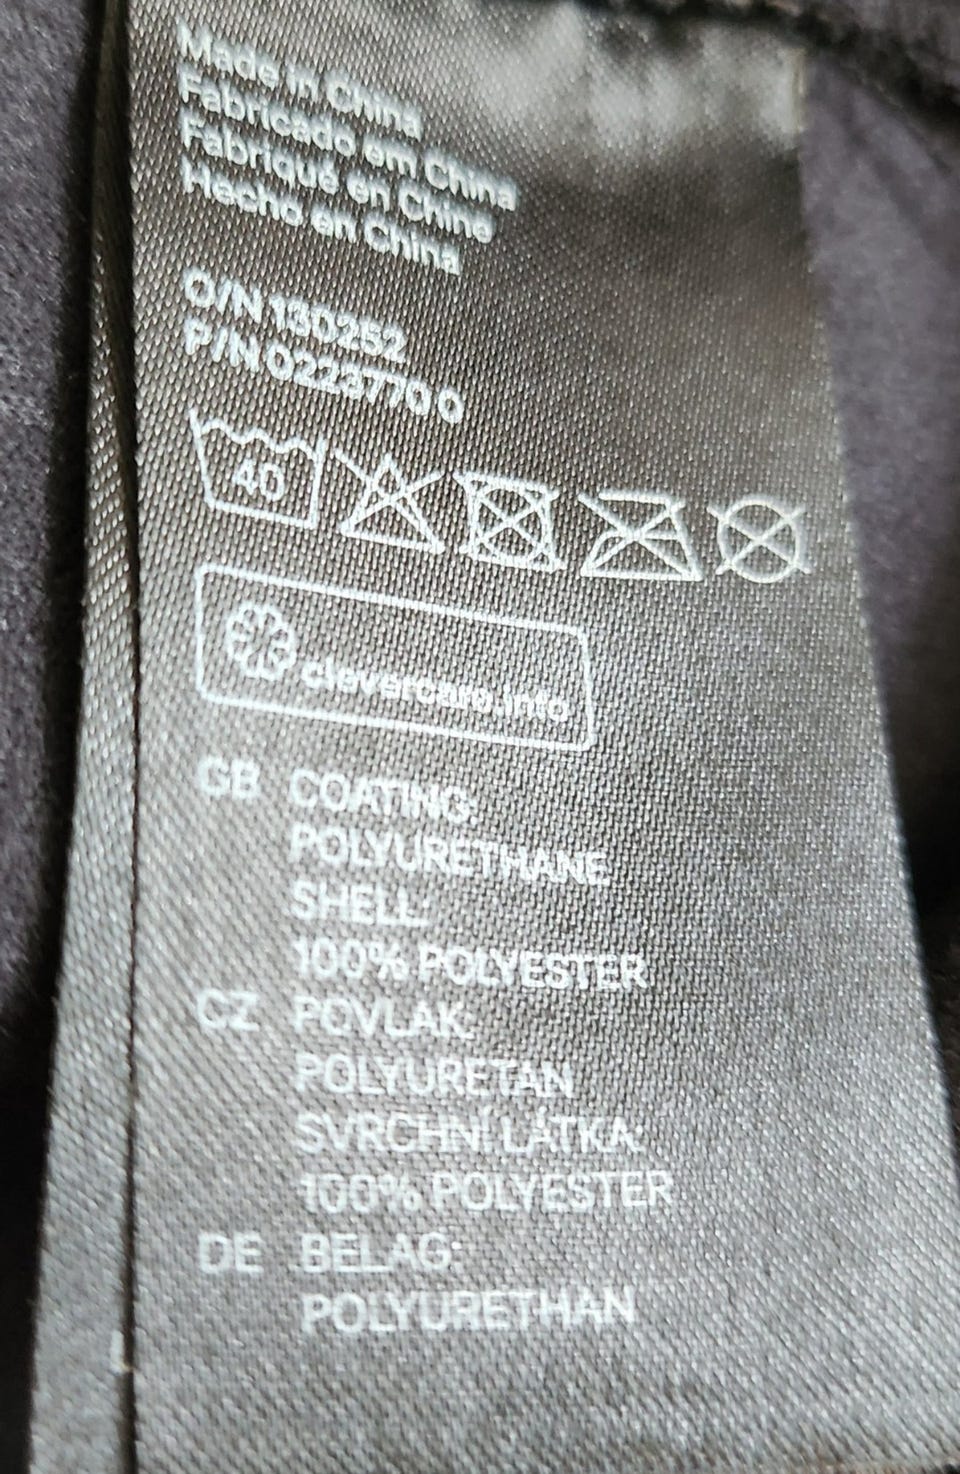 Made in China
Fabricado em China
Fabriqué en Chine
Hecho en China
O/N 130252
P/N 0223770 0
40
clevercare.info
GB COATING:
POLYURETHANE
SHELL:
100% POLYESTER
CZ POVLAK:
POLYURETAN
SVRCHNÍ LÁTKA:
100% POLYESTER
DE BELAG:
POLYURETHAN